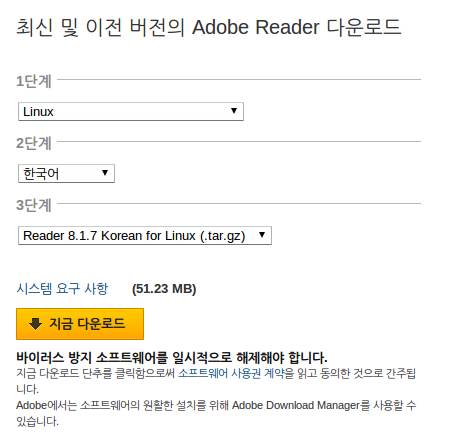 최신 및 이전 버전의 Adobe Reader 다운로드
1단계
Linux
2단계
한국어
3단계
Reader 8.1.7 Korean for Linux (.tar.gz)
시스템 요구 사항 (51.23 MB)
지금 다운로드
바이러스 방지 소프트웨어를 일시적으로 해제해야 합니다.
지금 다운로드 단추를 클릭함으로써 소프트웨어 사용권 계약을 읽고 동의한 것으로 간주됩
니다.
Adobe에서는 소프트웨어의 원활한 설치를 위해 Adobe Download Manager를 사용할 수
있습니다.